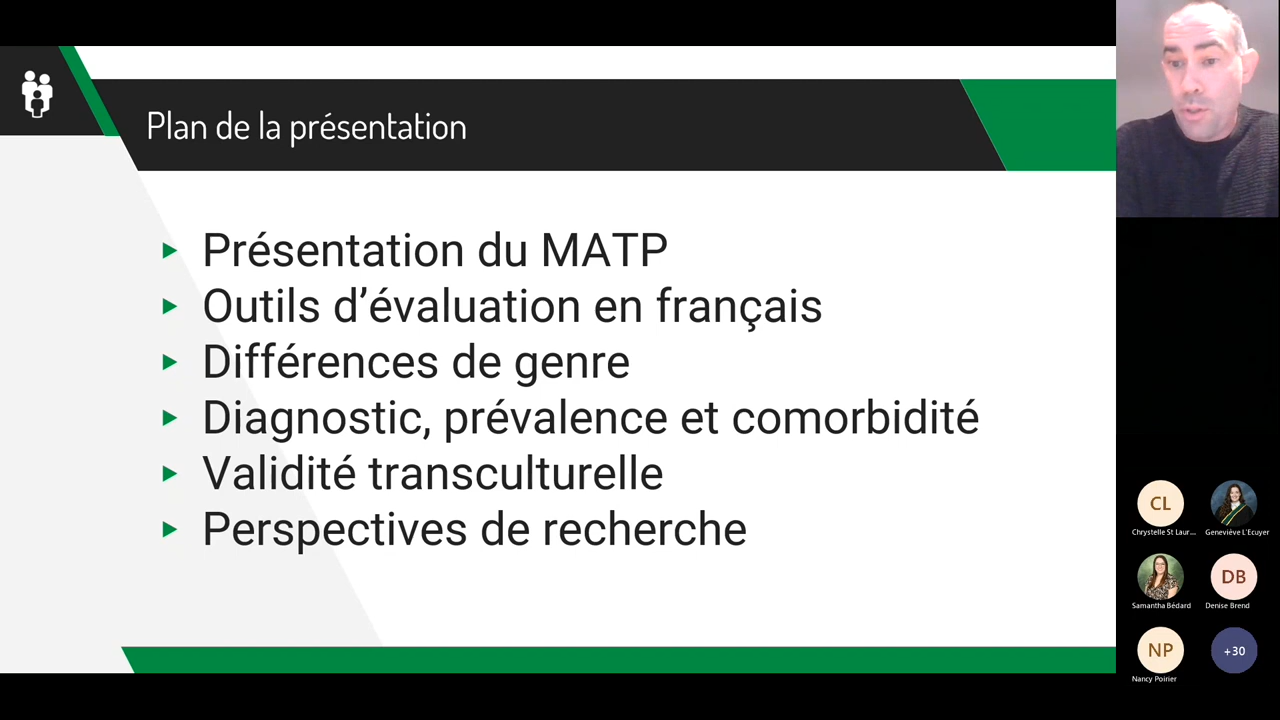 Plan de la présentation
Présentation du MATP
Outils d’évaluation en français
Différences de genre
Diagnostic, prévalence et comorbidité
Validité transculturelle
Perspectives de recherche
CL
Chrystelle St Laur...
Geneviève L'Ecuyer
Samantha Bédard
DB
Denise Brend
NP
Nancy Poirier
+30